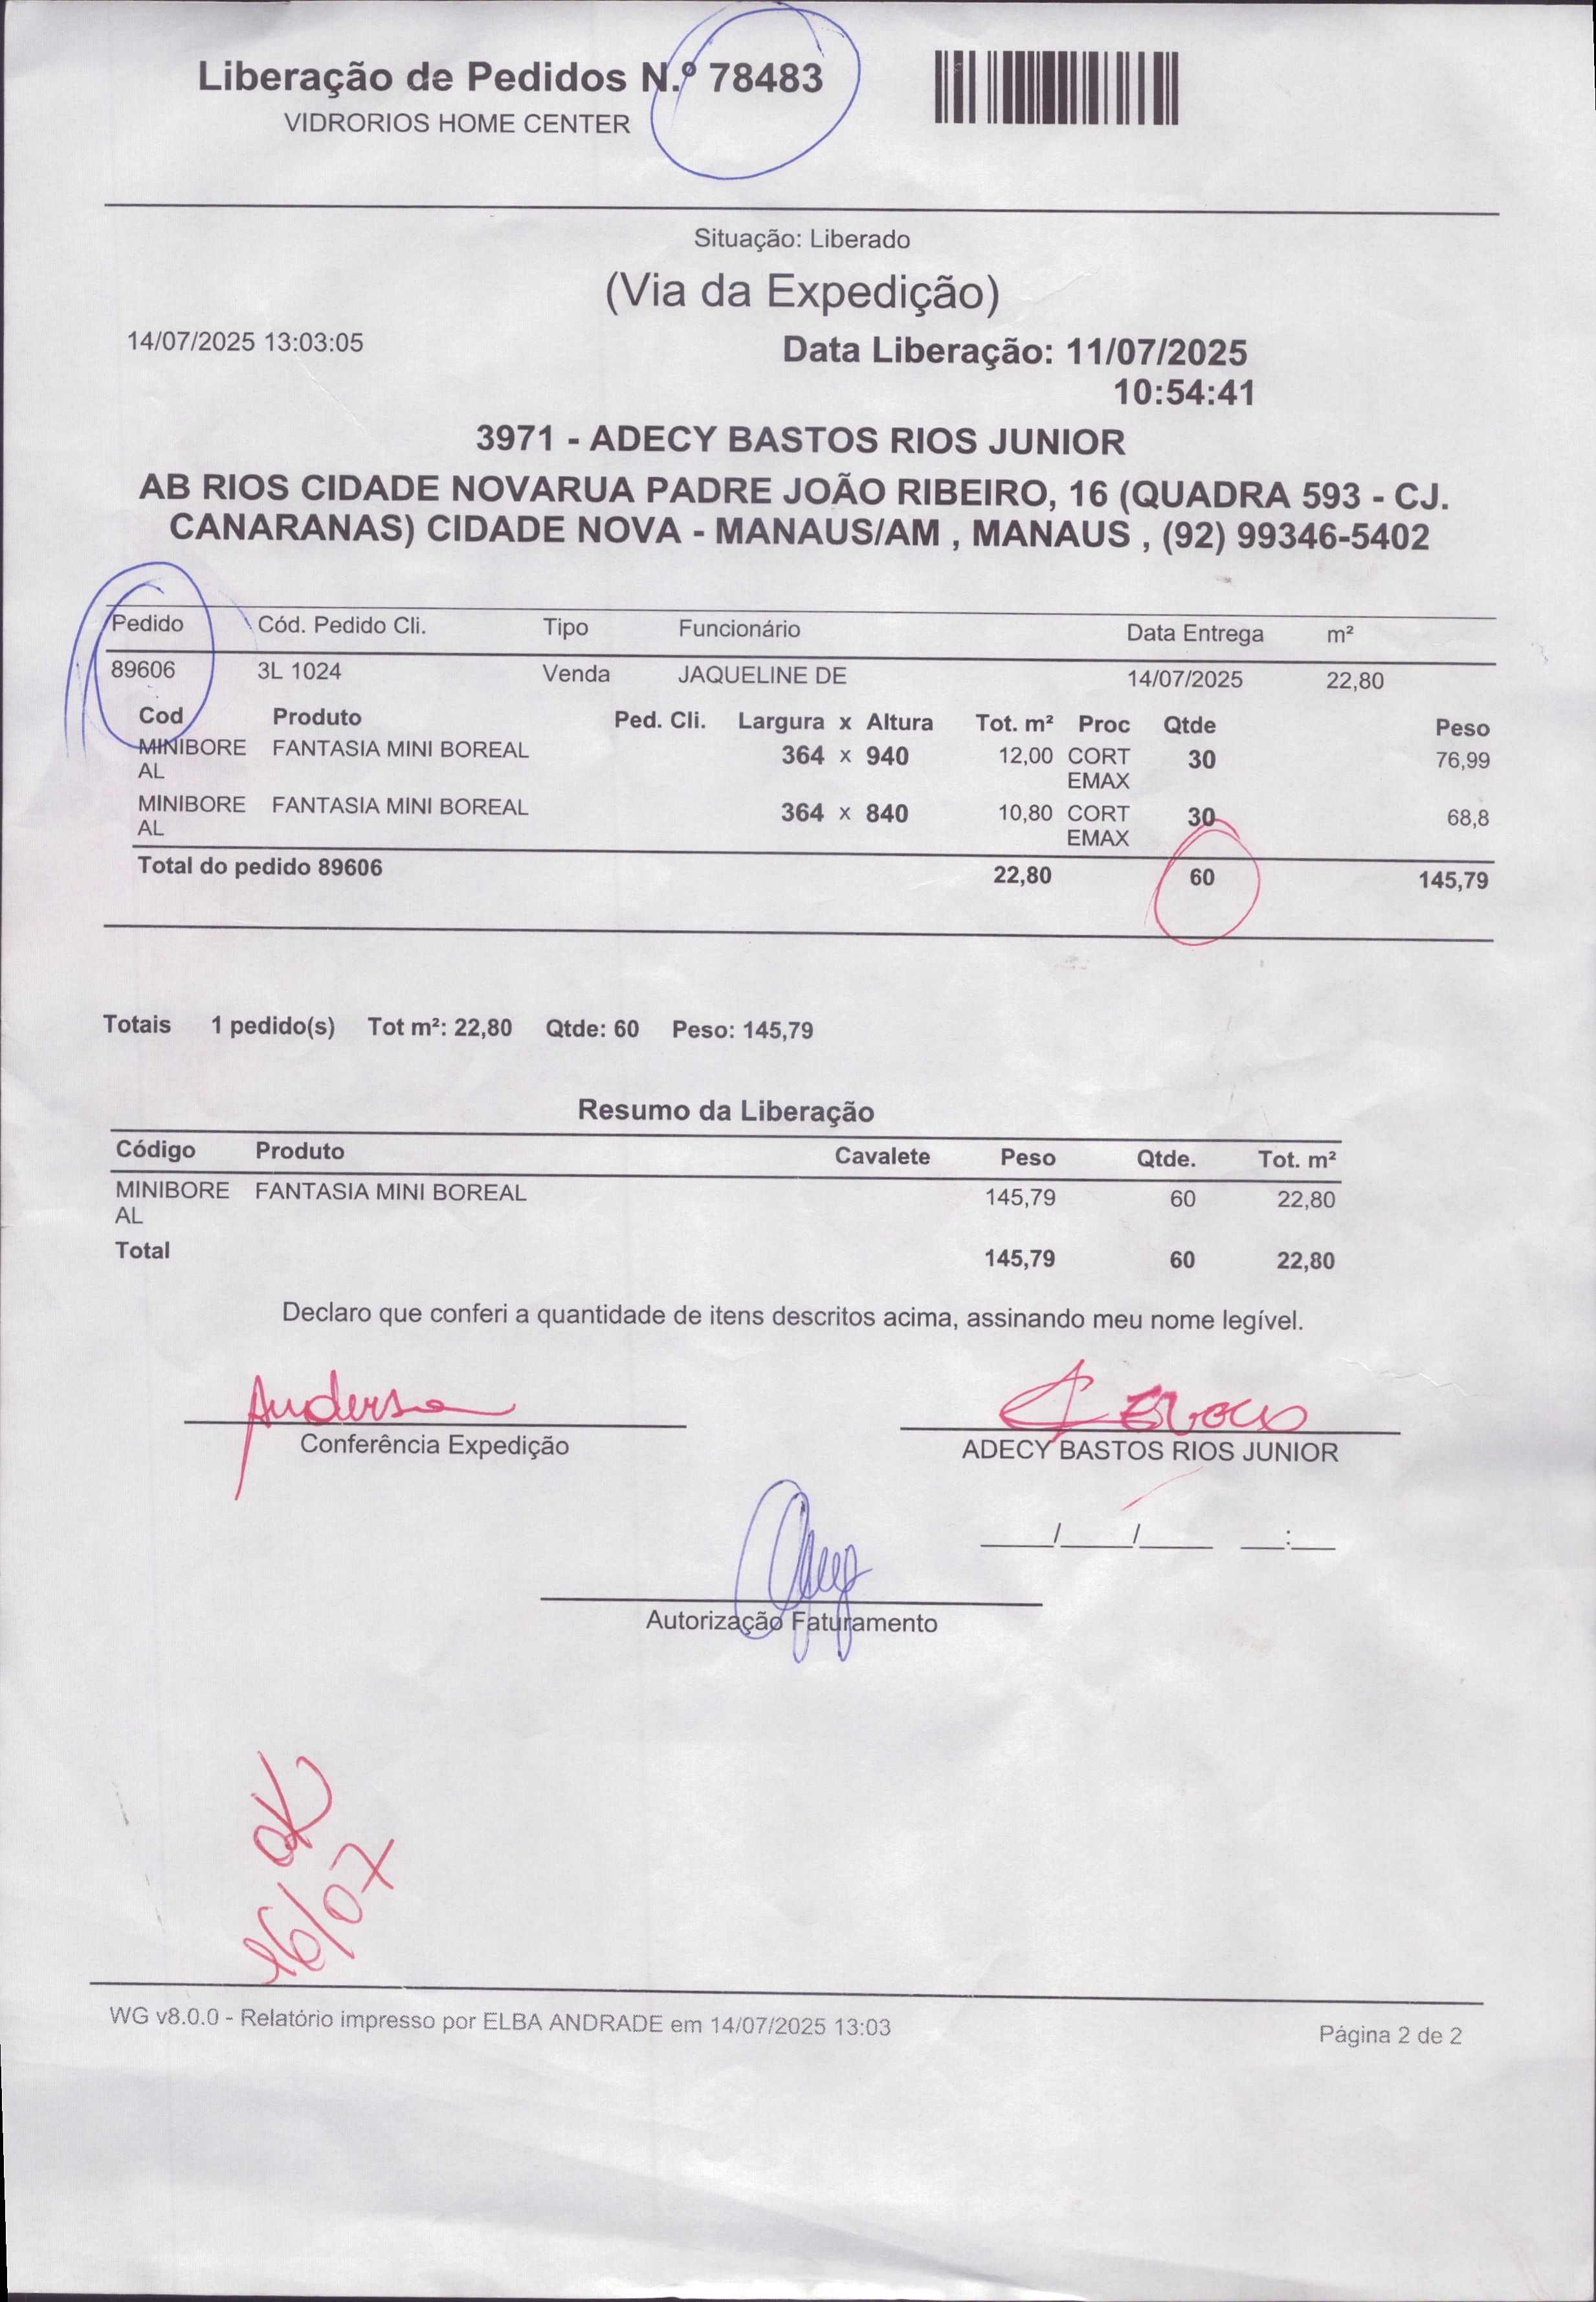 Liberação de Pedidos N.º 78483
VIDRORIOS HOME CENTER
Situação: Liberado
(Via da Expedição)
14/07/2025 13:03:05
Data Liberação: 11/07/2025
10:54:41
3971 - ADECY BASTOS RIOS JUNIOR
AB RIOS CIDADE NOVARUA PADRE JOÃO RIBEIRO, 16 (QUADRA 593 - CJ.
CANARANAS) CIDADE NOVA - MANAUS/AM , MANAUS , (92) 99346-5402
Pedido Cód. Pedido Cli. Tipo Funcionário Data Entrega m²
89606 3L 1024 Venda JAQUELINE DE 14/07/2025 22,80
Cod Produto Ped. Cli. Largura x Altura Tot. m² Proc Qtde Peso
MINIBORE FANTASIA MINI BOREAL 364 x 940 12,00 CORT 30 76,99
AL EMAX
MINIBORE FANTASIA MINI BOREAL 364 x 840 10,80 CORT 30 68,8
AL EMAX
Total do pedido 89606 22,80 60 145,79
Totais 1 pedido(s) Tot m²: 22,80 Qtde: 60 Peso: 145,79
Resumo da Liberação
Código Produto Cavalete Peso Qtde. Tot. m²
MINIBORE FANTASIA MINI BOREAL 145,79 60 22,80
AL
Total 145,79 60 22,80
Declaro que conferi a quantidade de itens descritos acima, assinando meu nome legível.
Conferência Expedição
ADECY BASTOS RIOS JUNIOR
____/____/____ __:__
Autorização Faturamento
OK
16/07
WG v8.0.0 - Relatório impresso por ELBA ANDRADE em 14/07/2025 13:03
Página 2 de 2